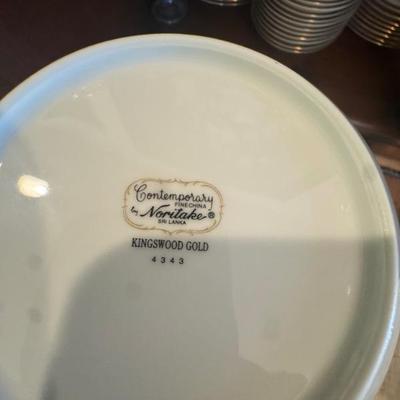 Contemporary
FINE CHINA
by Noritake®
SRI LANKA
KINGSWOOD GOLD
4343